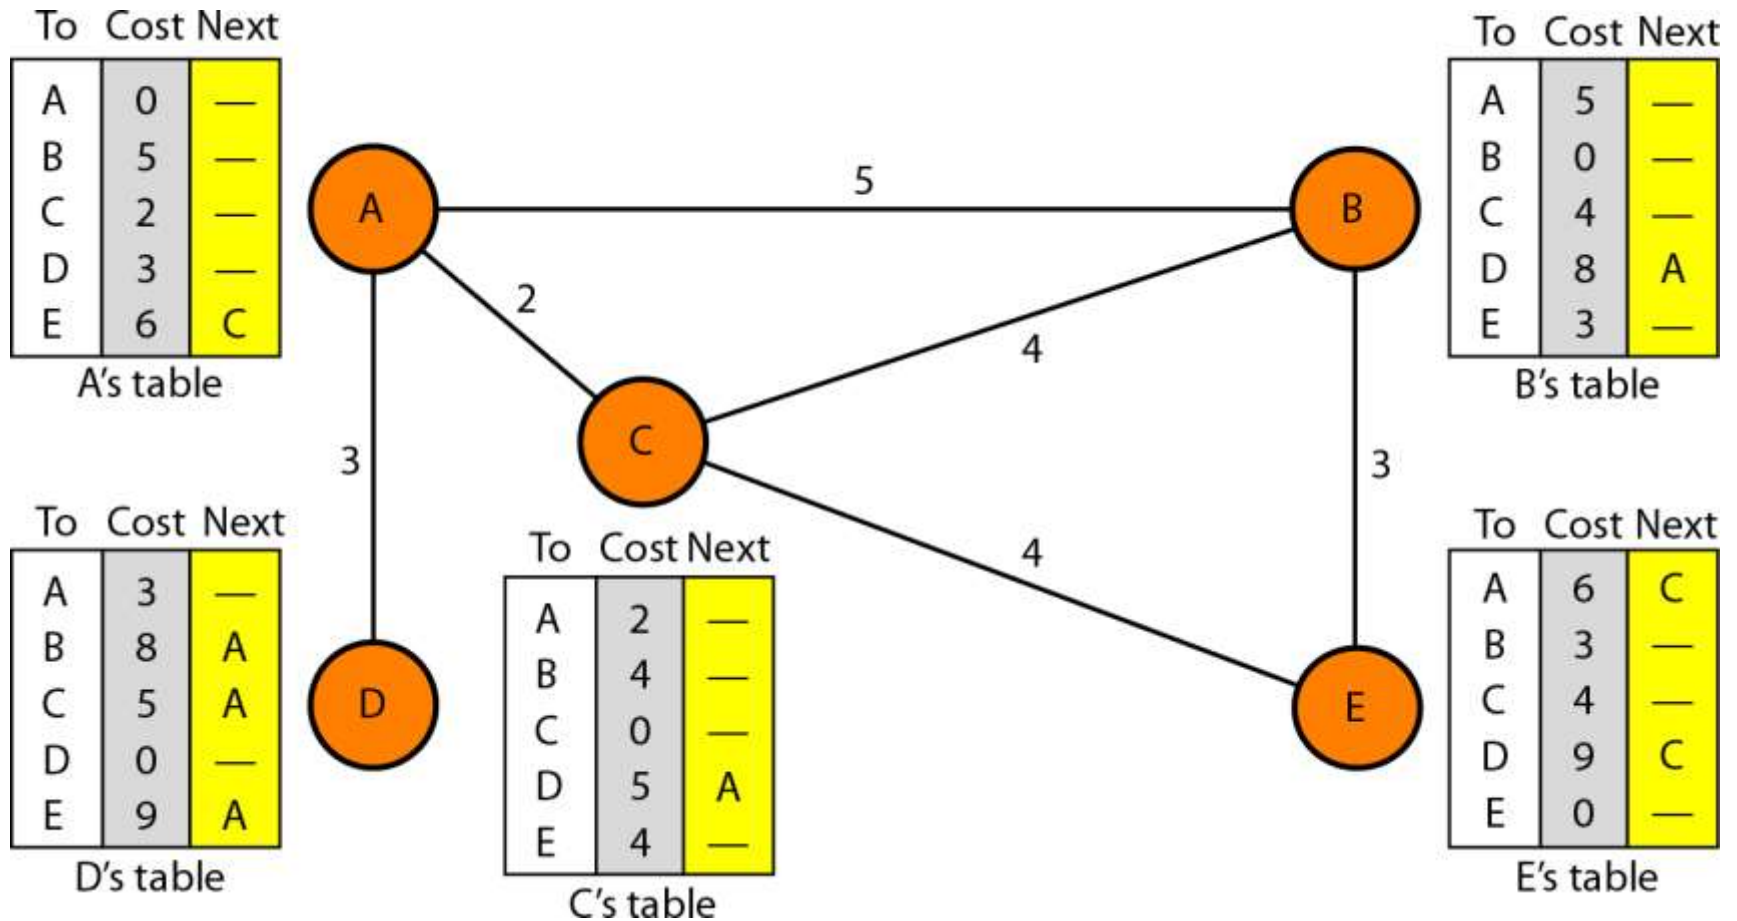 To Cost Next
A 0 —
B 5 —
C 2 —
D 3 —
E 6 C
A's table
To Cost Next
A 5 —
B 0 —
C 4 —
D 8 A
E 3 —
B's table
A
5
B
2
4
C
3
3
4
D
E
To Cost Next
A 3 —
B 8 A
C 5 A
D 0 —
E 9 A
D's table
To Cost Next
A 2 —
B 4 —
C 0 —
D 5 A
E 4 —
C's table
To Cost Next
A 6 C
B 3 —
C 4 —
D 9 C
E 0 —
E's table